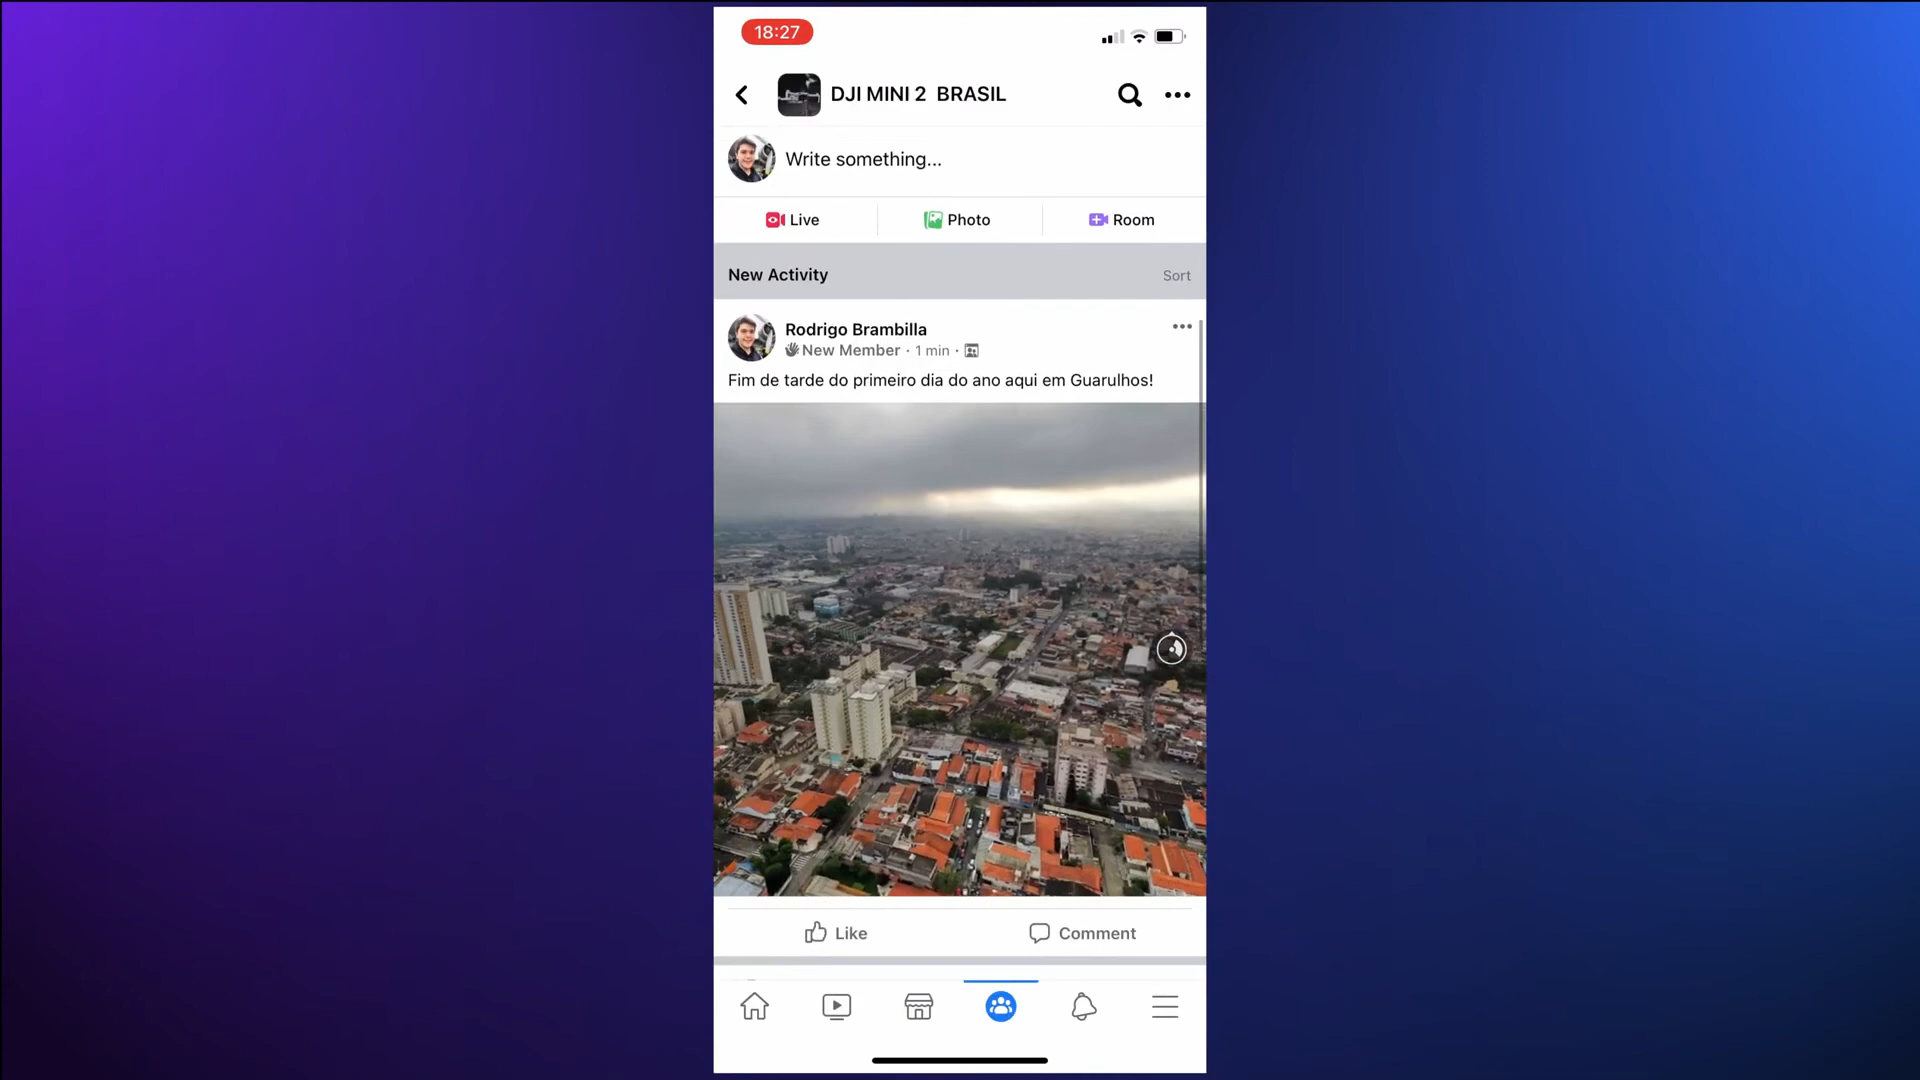 18:27
DJI MINI 2 BRASIL
Write something...
Live
Photo
Room
New Activity
Sort
Rodrigo Brambilla
New Member · 1 min ·
Fim de tarde do primeiro dia do ano aqui em Guarulhos!
Like
Comment